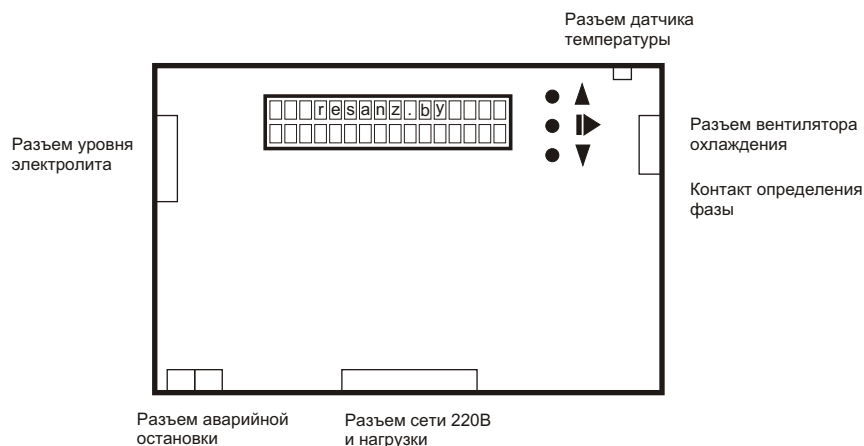 Разъем датчика
температуры
resanz.by
Разъем уровня
электролита
Разъем вентилятора
охлаждения
Контакт определения
фазы
Разъем аварийной
остановки
Разъем сети 220В
и нагрузки